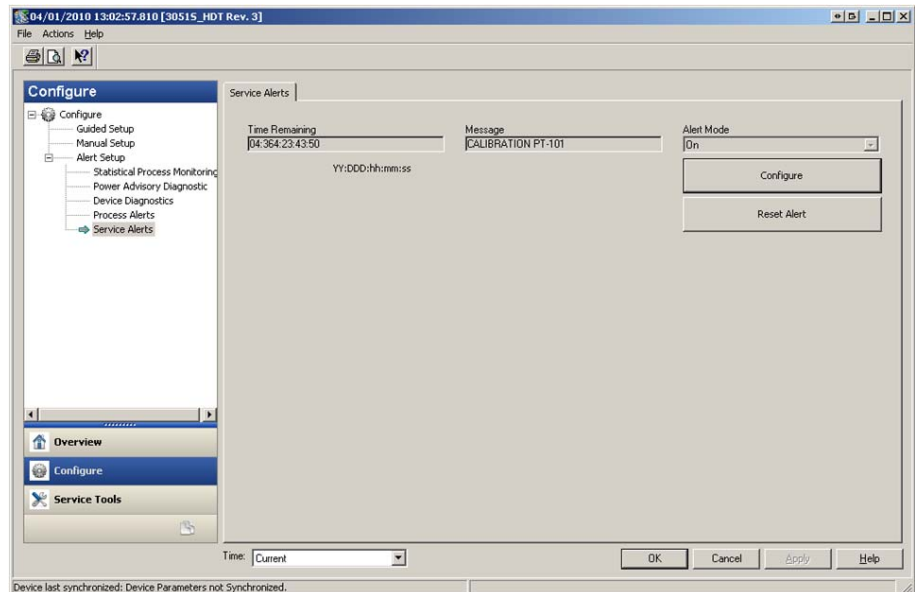 04/01/2010 13:02:57.810 [3051S_HDT Rev. 3]
File Actions Help
Configure
Configure
Guided Setup
Manual Setup
Alert Setup
Statistical Process Monitoring
Power Advisory Diagnostic
Device Diagnostics
Process Alerts
Service Alerts
Overview
Configure
Service Tools
Service Alerts
Time Remaining
04:364:23:43:50
YY:DDD:hh:mm:ss
Message
CALIBRATION PT-101
Alert Mode
On
Configure
Reset Alert
Time: Current
OK Cancel Apply Help
Device last synchronized: Device Parameters not Synchronized.